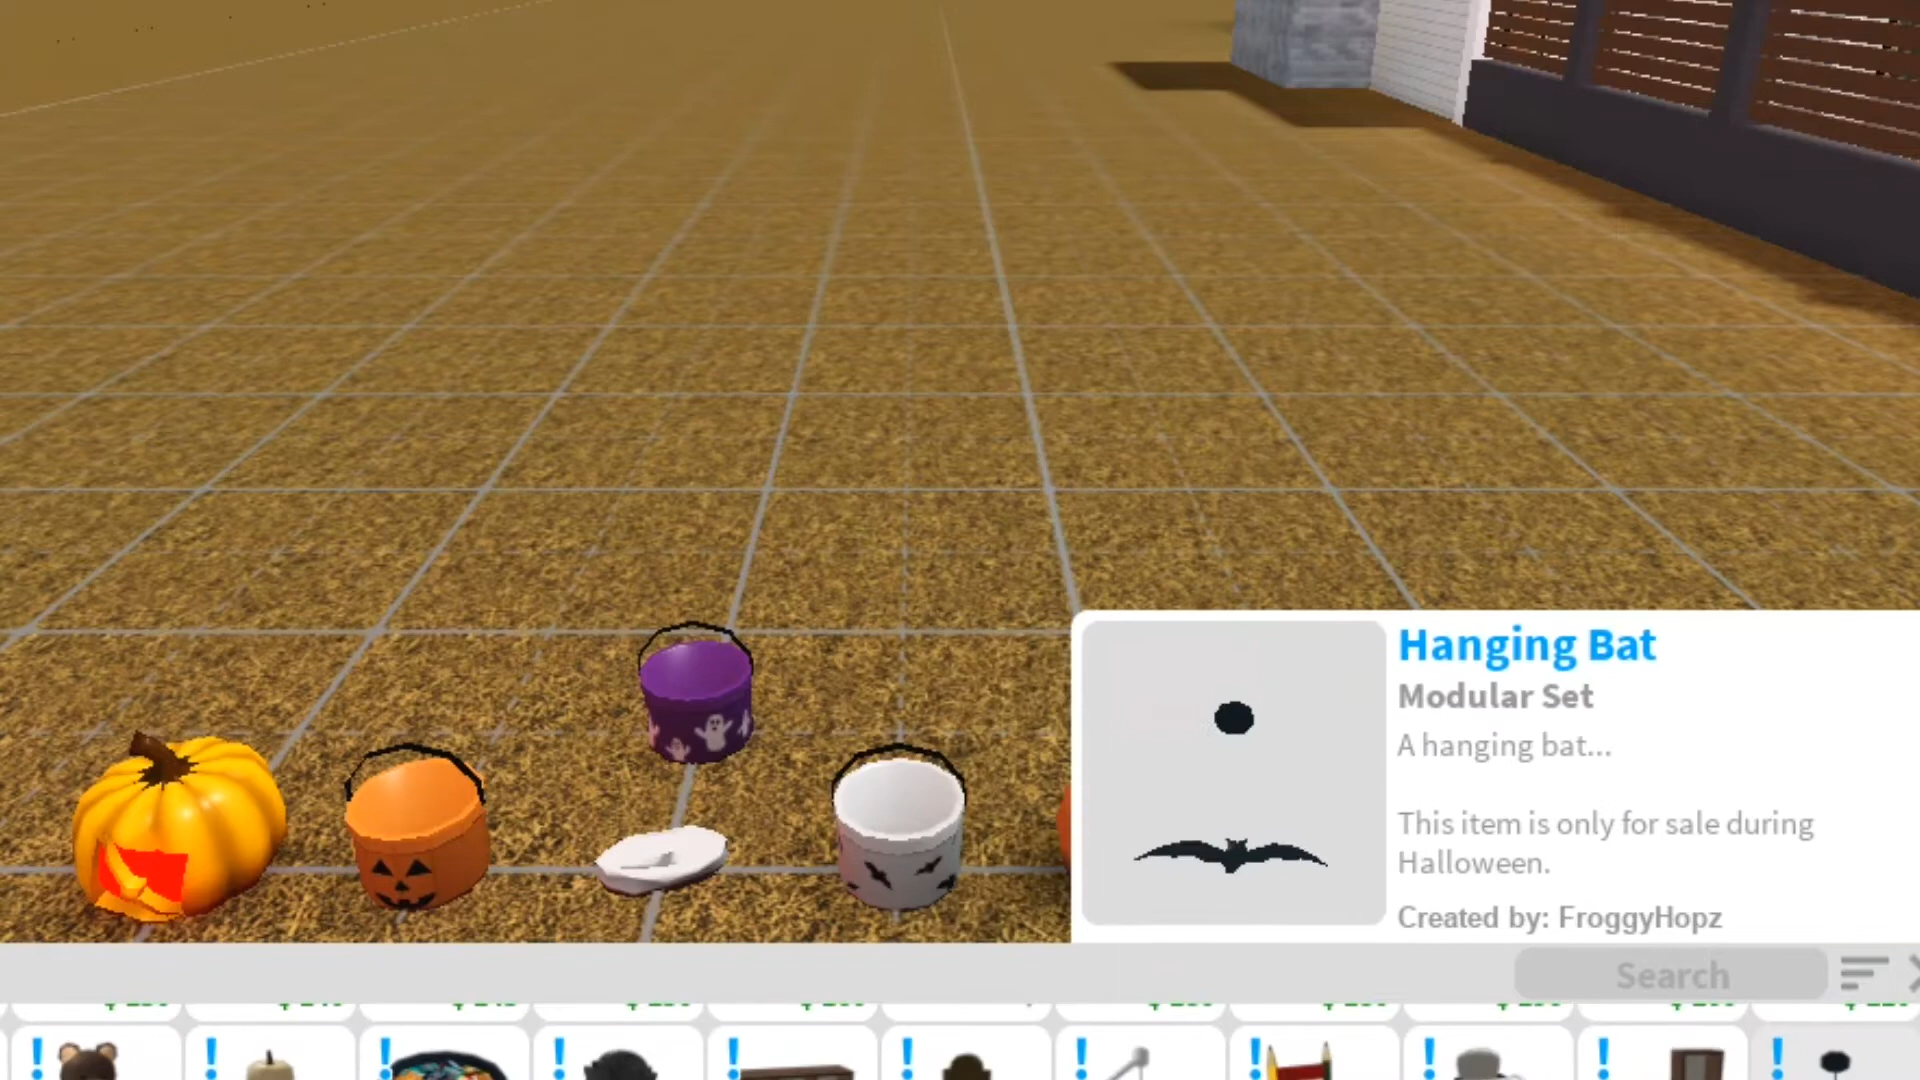 Hanging Bat
Modular Set
A hanging bat...
This item is only for sale during
Halloween.
Created by: FroggyHopz
Search
! ! ! ! ! ! ! ! ! ! !